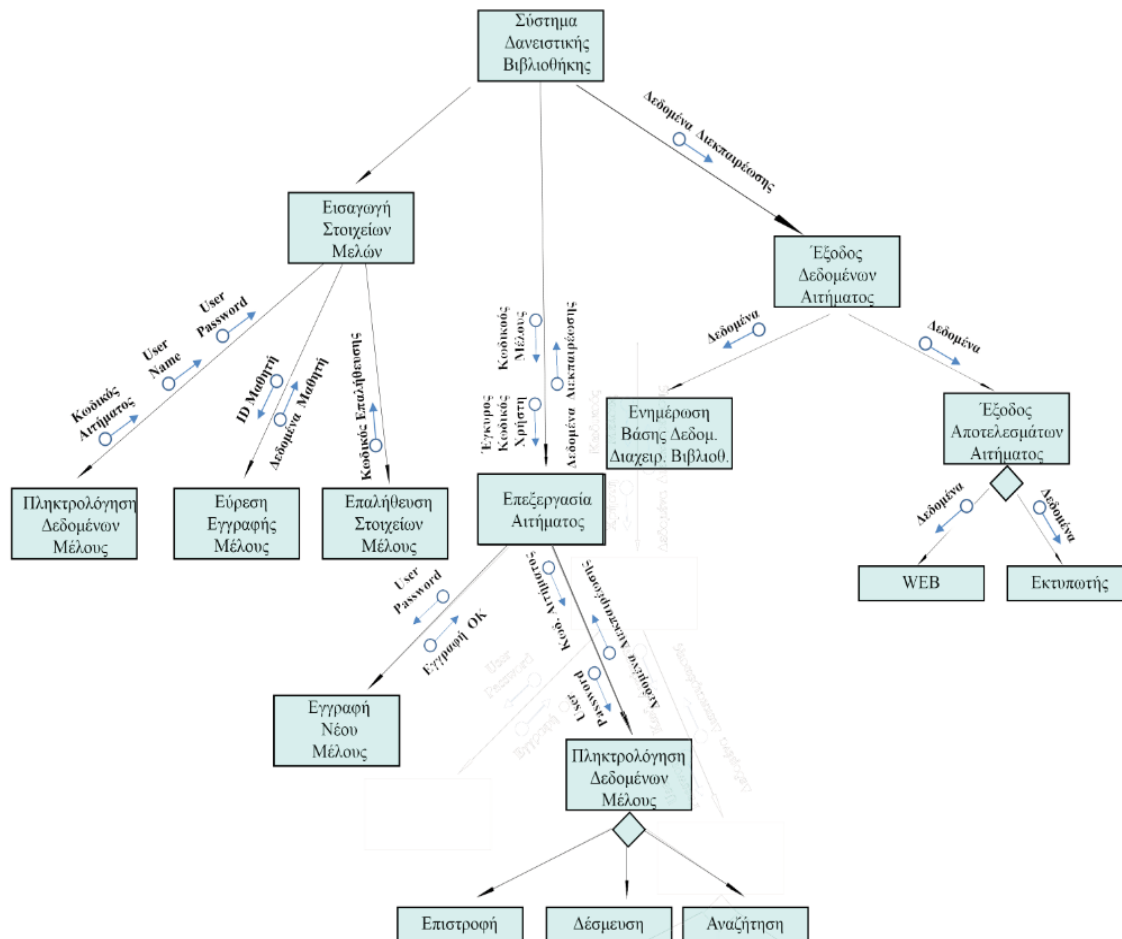 Σύστημα
Δανειστικής
Βιβλιοθήκης
Δεδομένα Διεκπαιρέωσης
Εισαγωγή
Στοιχείων
Μελών
Έξοδος
Δεδομένων
Αιτήματος
Κωδικός
Αιτήματος
User
Name
User
Password
ID Μαθητή
Δεδομένα Μαθητή
Κωδικός Επαλήθευσης
Κωδικούς
Μέλους
Έγκυρος
Κωδικός
Χρήστη
Δεδομένα Διεκπαιρέωσης
Δεδομένα
Δεδομένα
Ενημέρωση
Βάσης Δεδομ.
Διαχειρ. Βιβλιοθ.
Έξοδος
Αποτελεσμάτων
Αιτήματος
Πληκτρολόγηση
Δεδομένων
Μέλους
Εύρεση
Εγγραφής
Μέλους
Επαλήθευση
Στοιχείων
Μέλους
Επεξεργασία
Αιτήματος
Δεδομένα
Δεδομένα
WEB
Εκτυπωτής
User
Password
Εγγραφή OK
Κωδ. Αιτήματος
Δεδομένα Διεκπαιρέωσης
User
Password
Εγγραφή
Νέου
Μέλους
Πληκτρολόγηση
Δεδομένων
Μέλους
Επιστροφή
Δέσμευση
Αναζήτηση